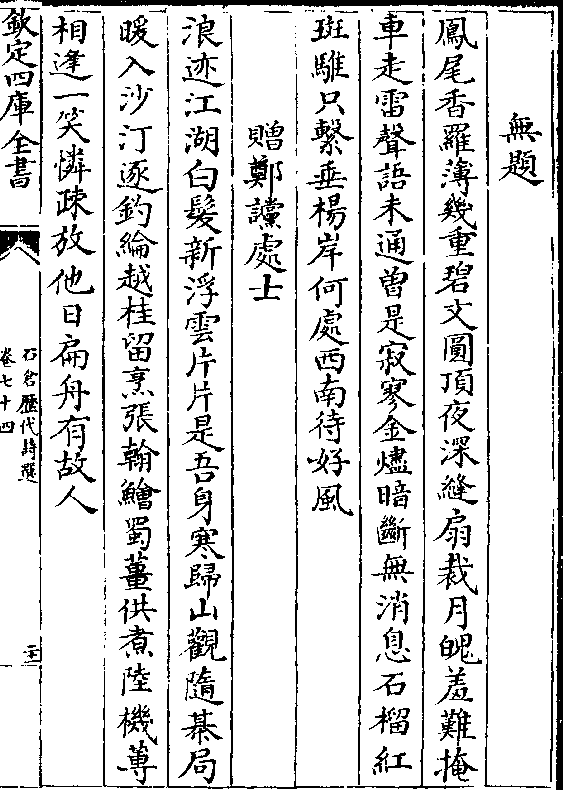 無題
鳳尾香羅薄幾重碧文圓頂夜深縫扇裁月魄羞難掩
車走雷聲語未通曽是寂寥金燼暗斷無消息石榴紅
斑騅只繫垂楊岸何處西南待好風
贈鄭讜處士
浪迹江湖白髮新浮雲片片是吾身寒歸山觀隨棊局
暖入沙汀逐釣綸越桂留烹張翰鱠蜀薑供煮陸機蓴
相逢一笑憐疎放他日扁舟有故人
欽定四庫全書
石倉歷代詩選
卷七十四
二十二